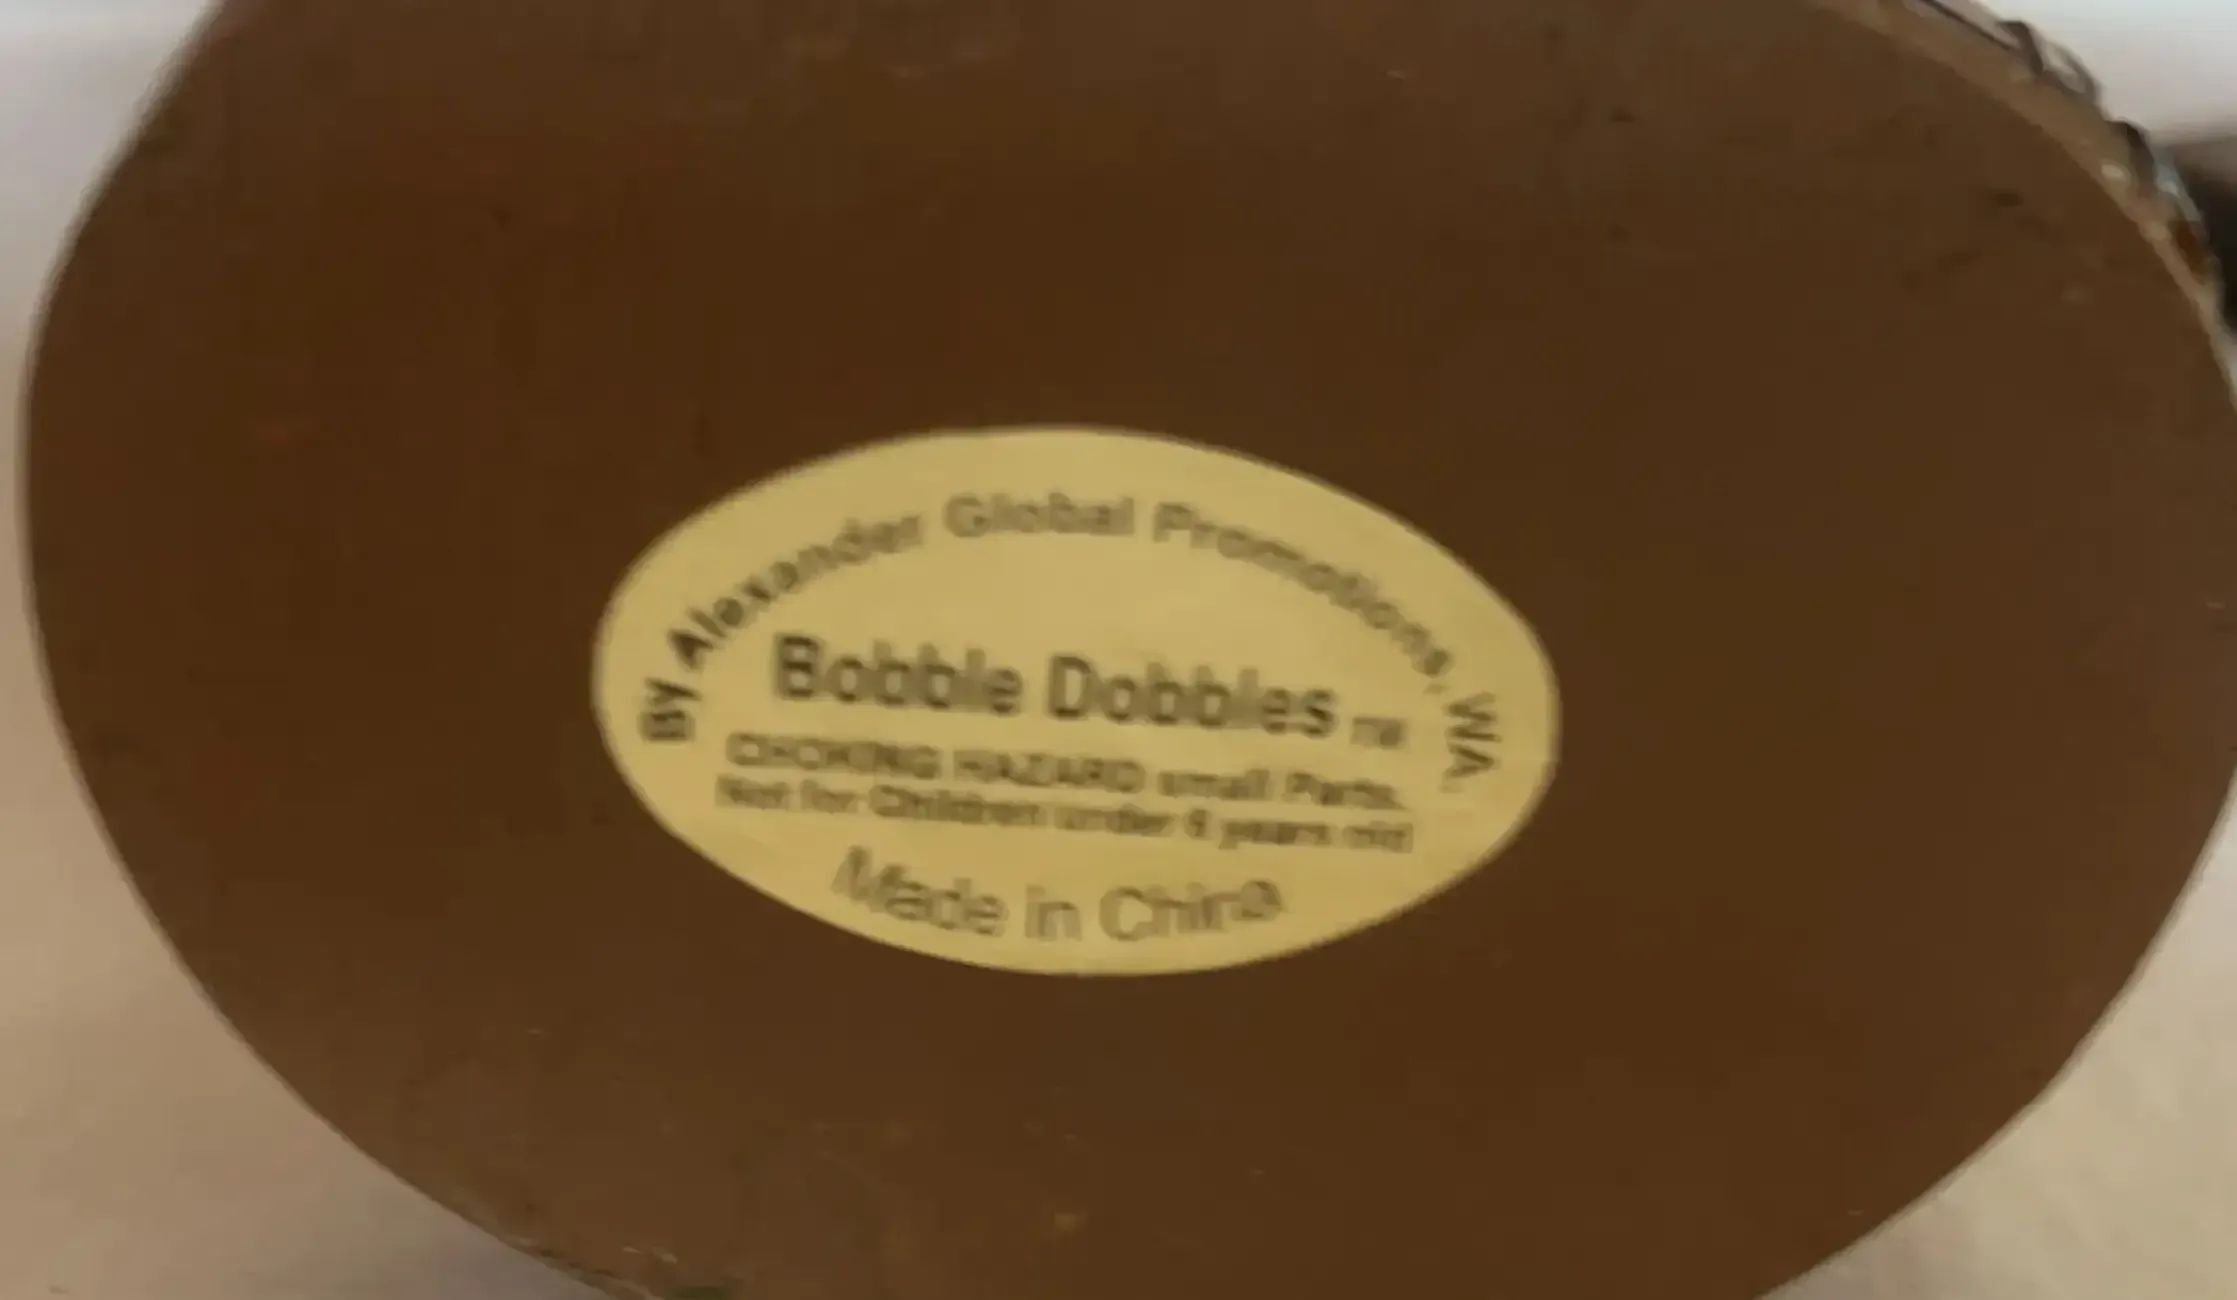 By Alexander Global Promotions, WA.
Bobble Dobbles TM
CHOKING HAZARD small Parts.
Not for Children under 6 years old
Made in China